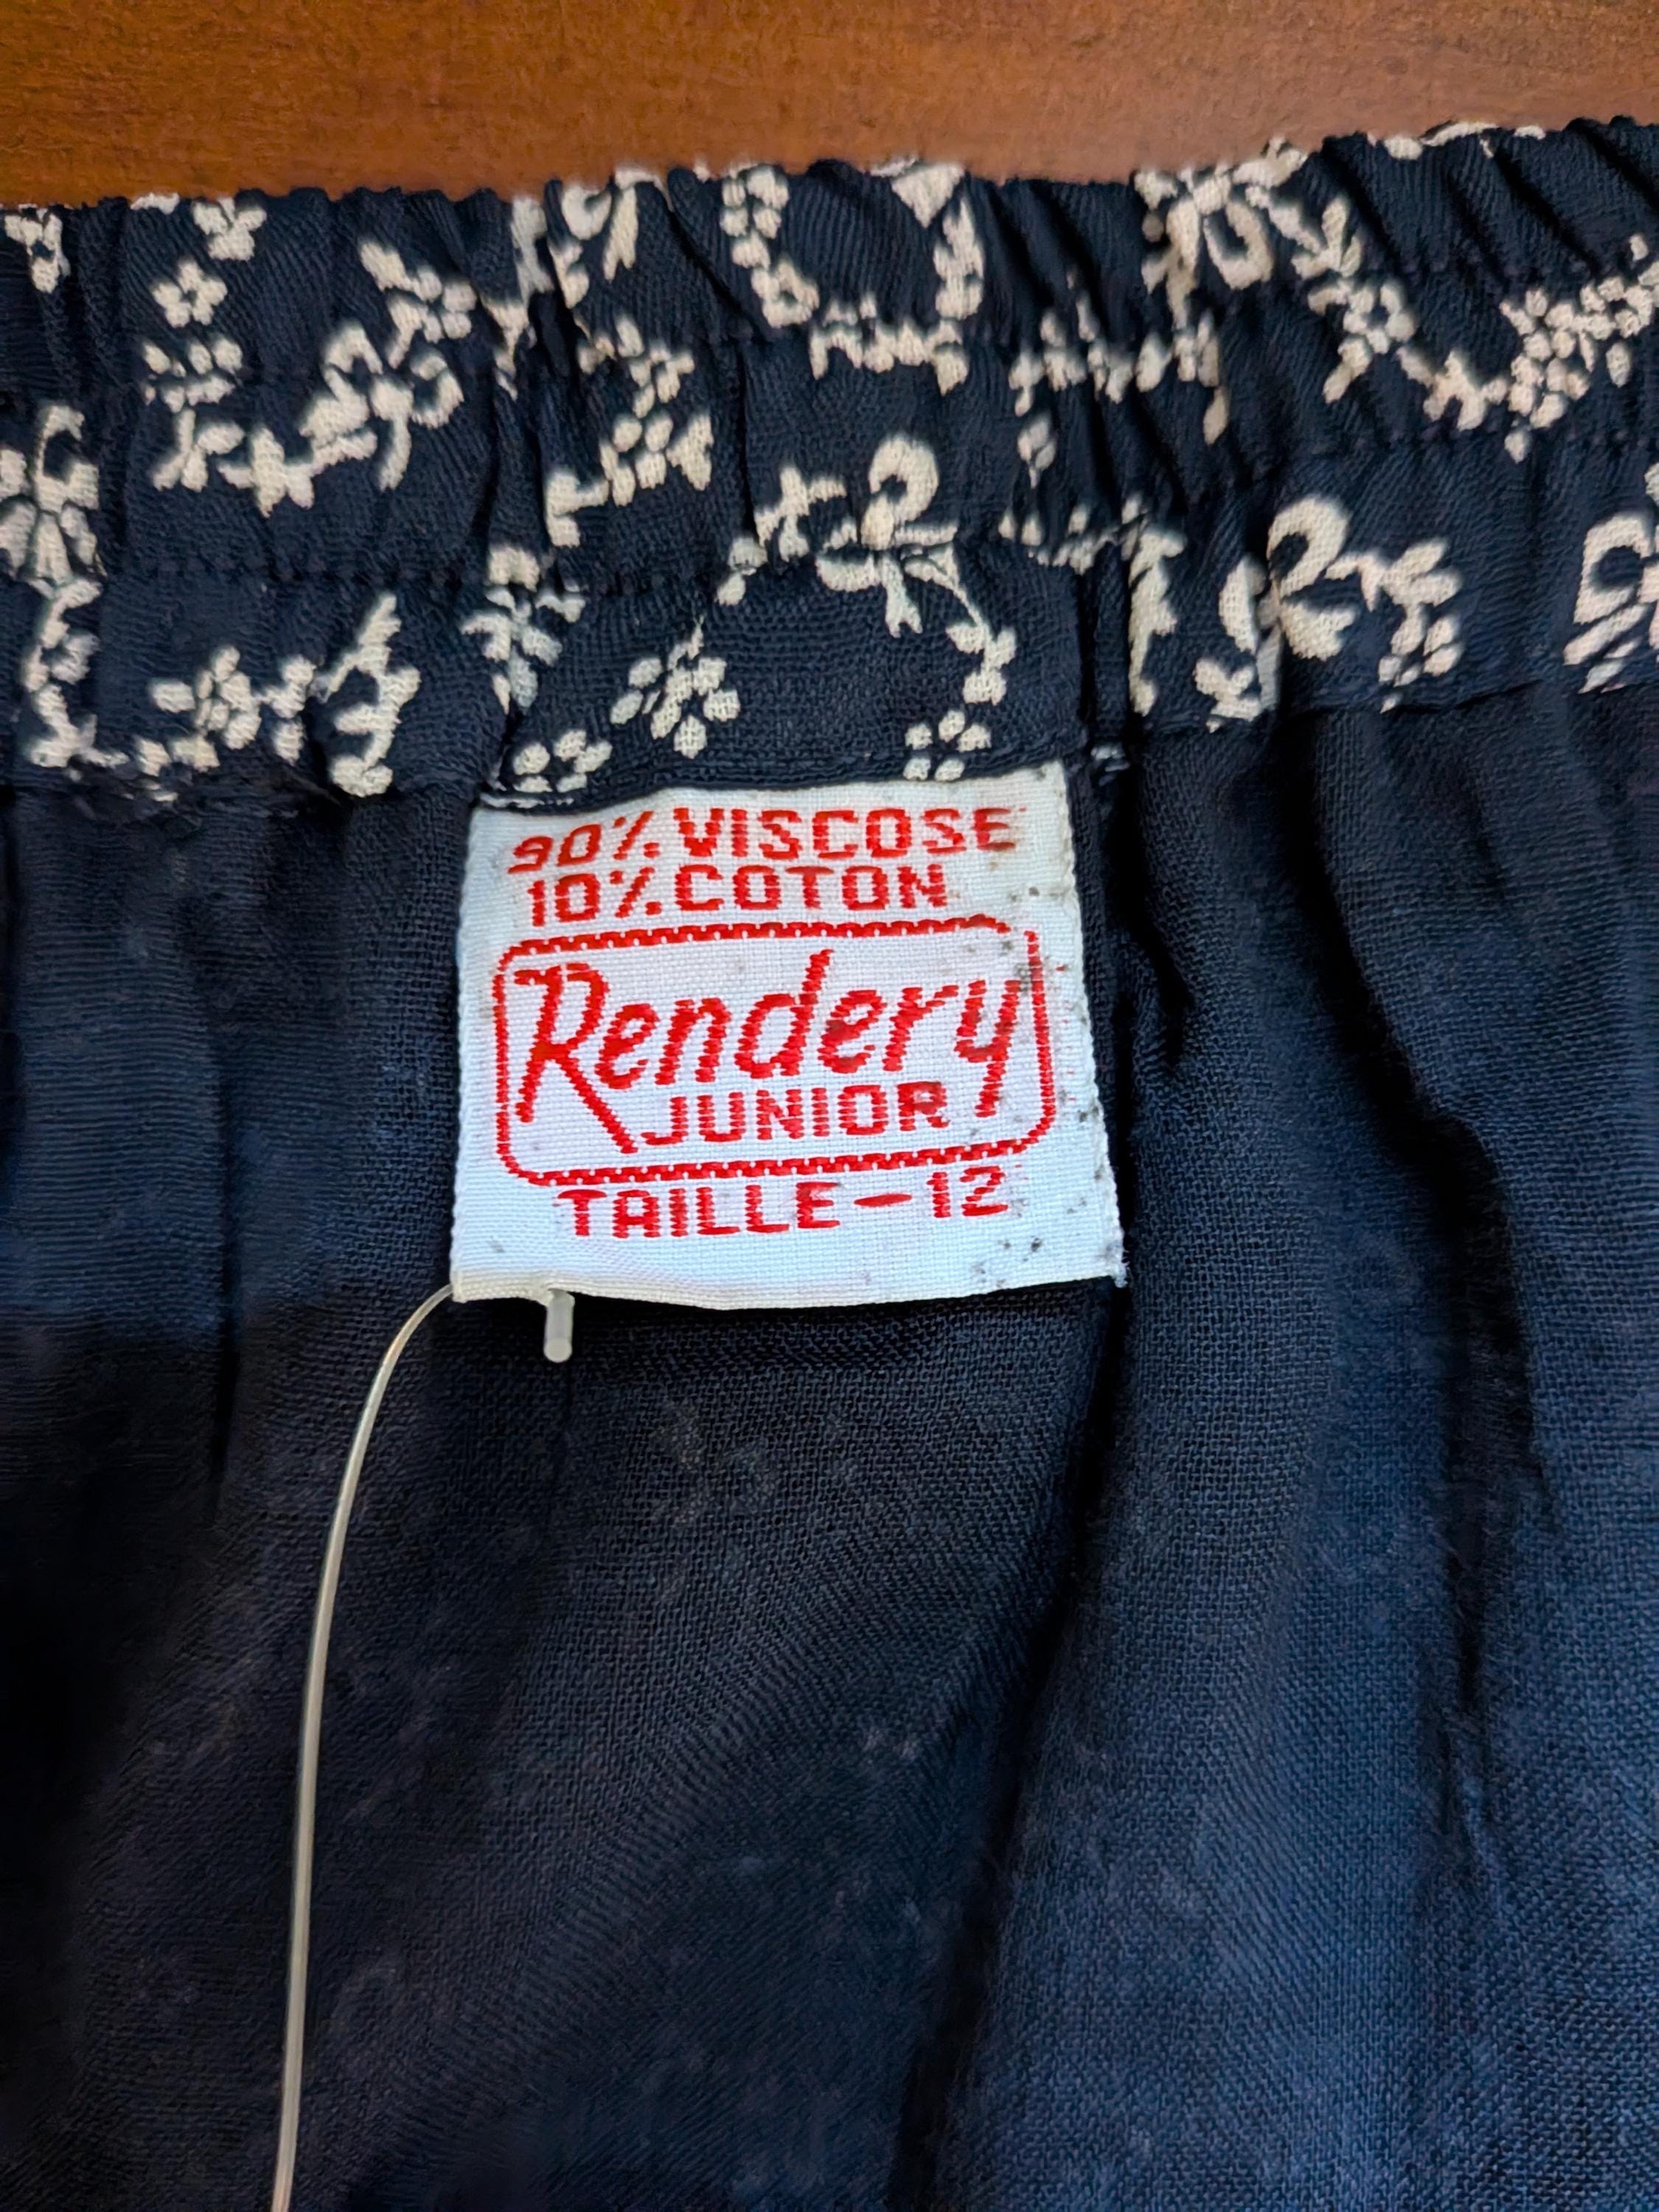 90% VISCOSE
10% COTON
Rendery
JUNIOR
TAILLE-12